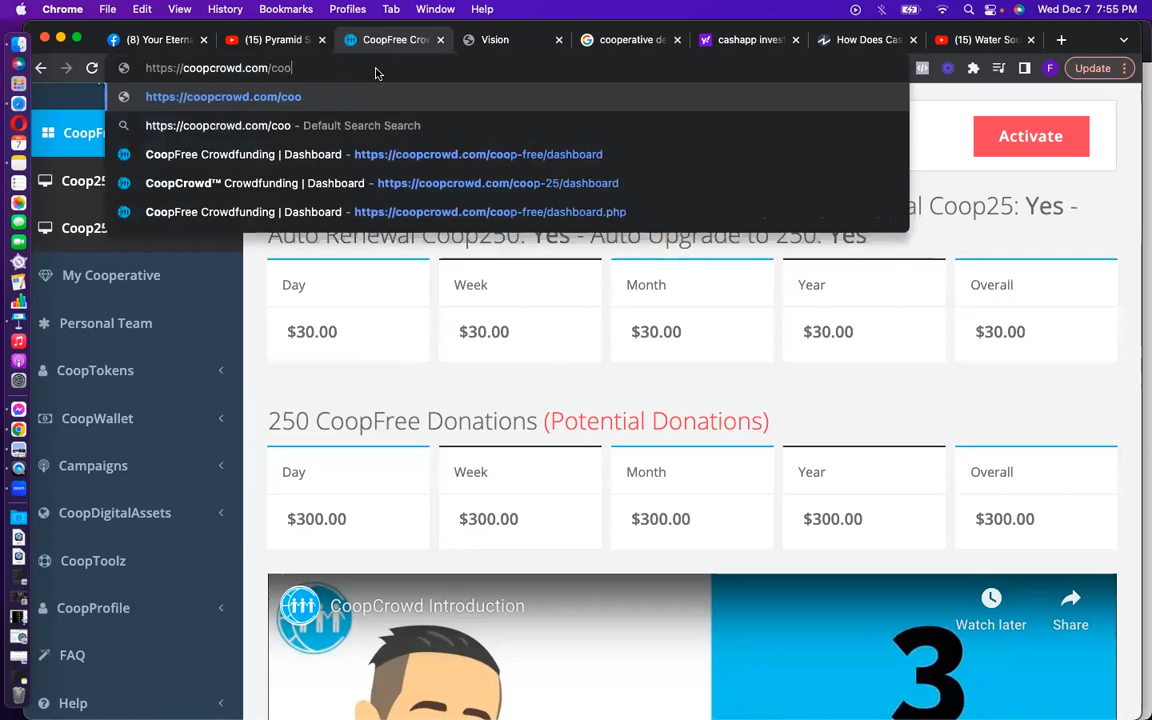 Chrome File Edit View History Bookmarks Profiles Tab Window Help Wed Dec 7 7:55 PM
(8) Your Etern (15) Pyramid S CoopFree Crow Vision cooperative de cashapp inves How Does Cas (15) Water Sou
https://coopcrowd.com/coo
F Update
https://coopcrowd.com/coo
https://coopcrowd.com/coo - Default Search Search
CoopFree Crowdfunding | Dashboard - https://coopcrowd.com/coop-free/dashboard
CoopCrowd™ Crowdfunding | Dashboard - https://coopcrowd.com/coop-25/dashboard
CoopFree Crowdfunding | Dashboard - https://coopcrowd.com/coop-free/dashboard.php
CoopFr
Coop25
Coop25
My Cooperative
Personal Team
CoopTokens
CoopWallet
Campaigns
CoopDigitalAssets
CoopToolz
CoopProfile
FAQ
Help
Activate
al Coop25: Yes -
Auto Renewal Coop250: Yes - Auto Upgrade to 250: Yes
Day Week Month Year Overall
$30.00 $30.00 $30.00 $30.00 $30.00
250 CoopFree Donations (Potential Donations)
Day Week Month Year Overall
$300.00 $300.00 $300.00 $300.00 $300.00
CoopCrowd Introduction
Watch later Share
3